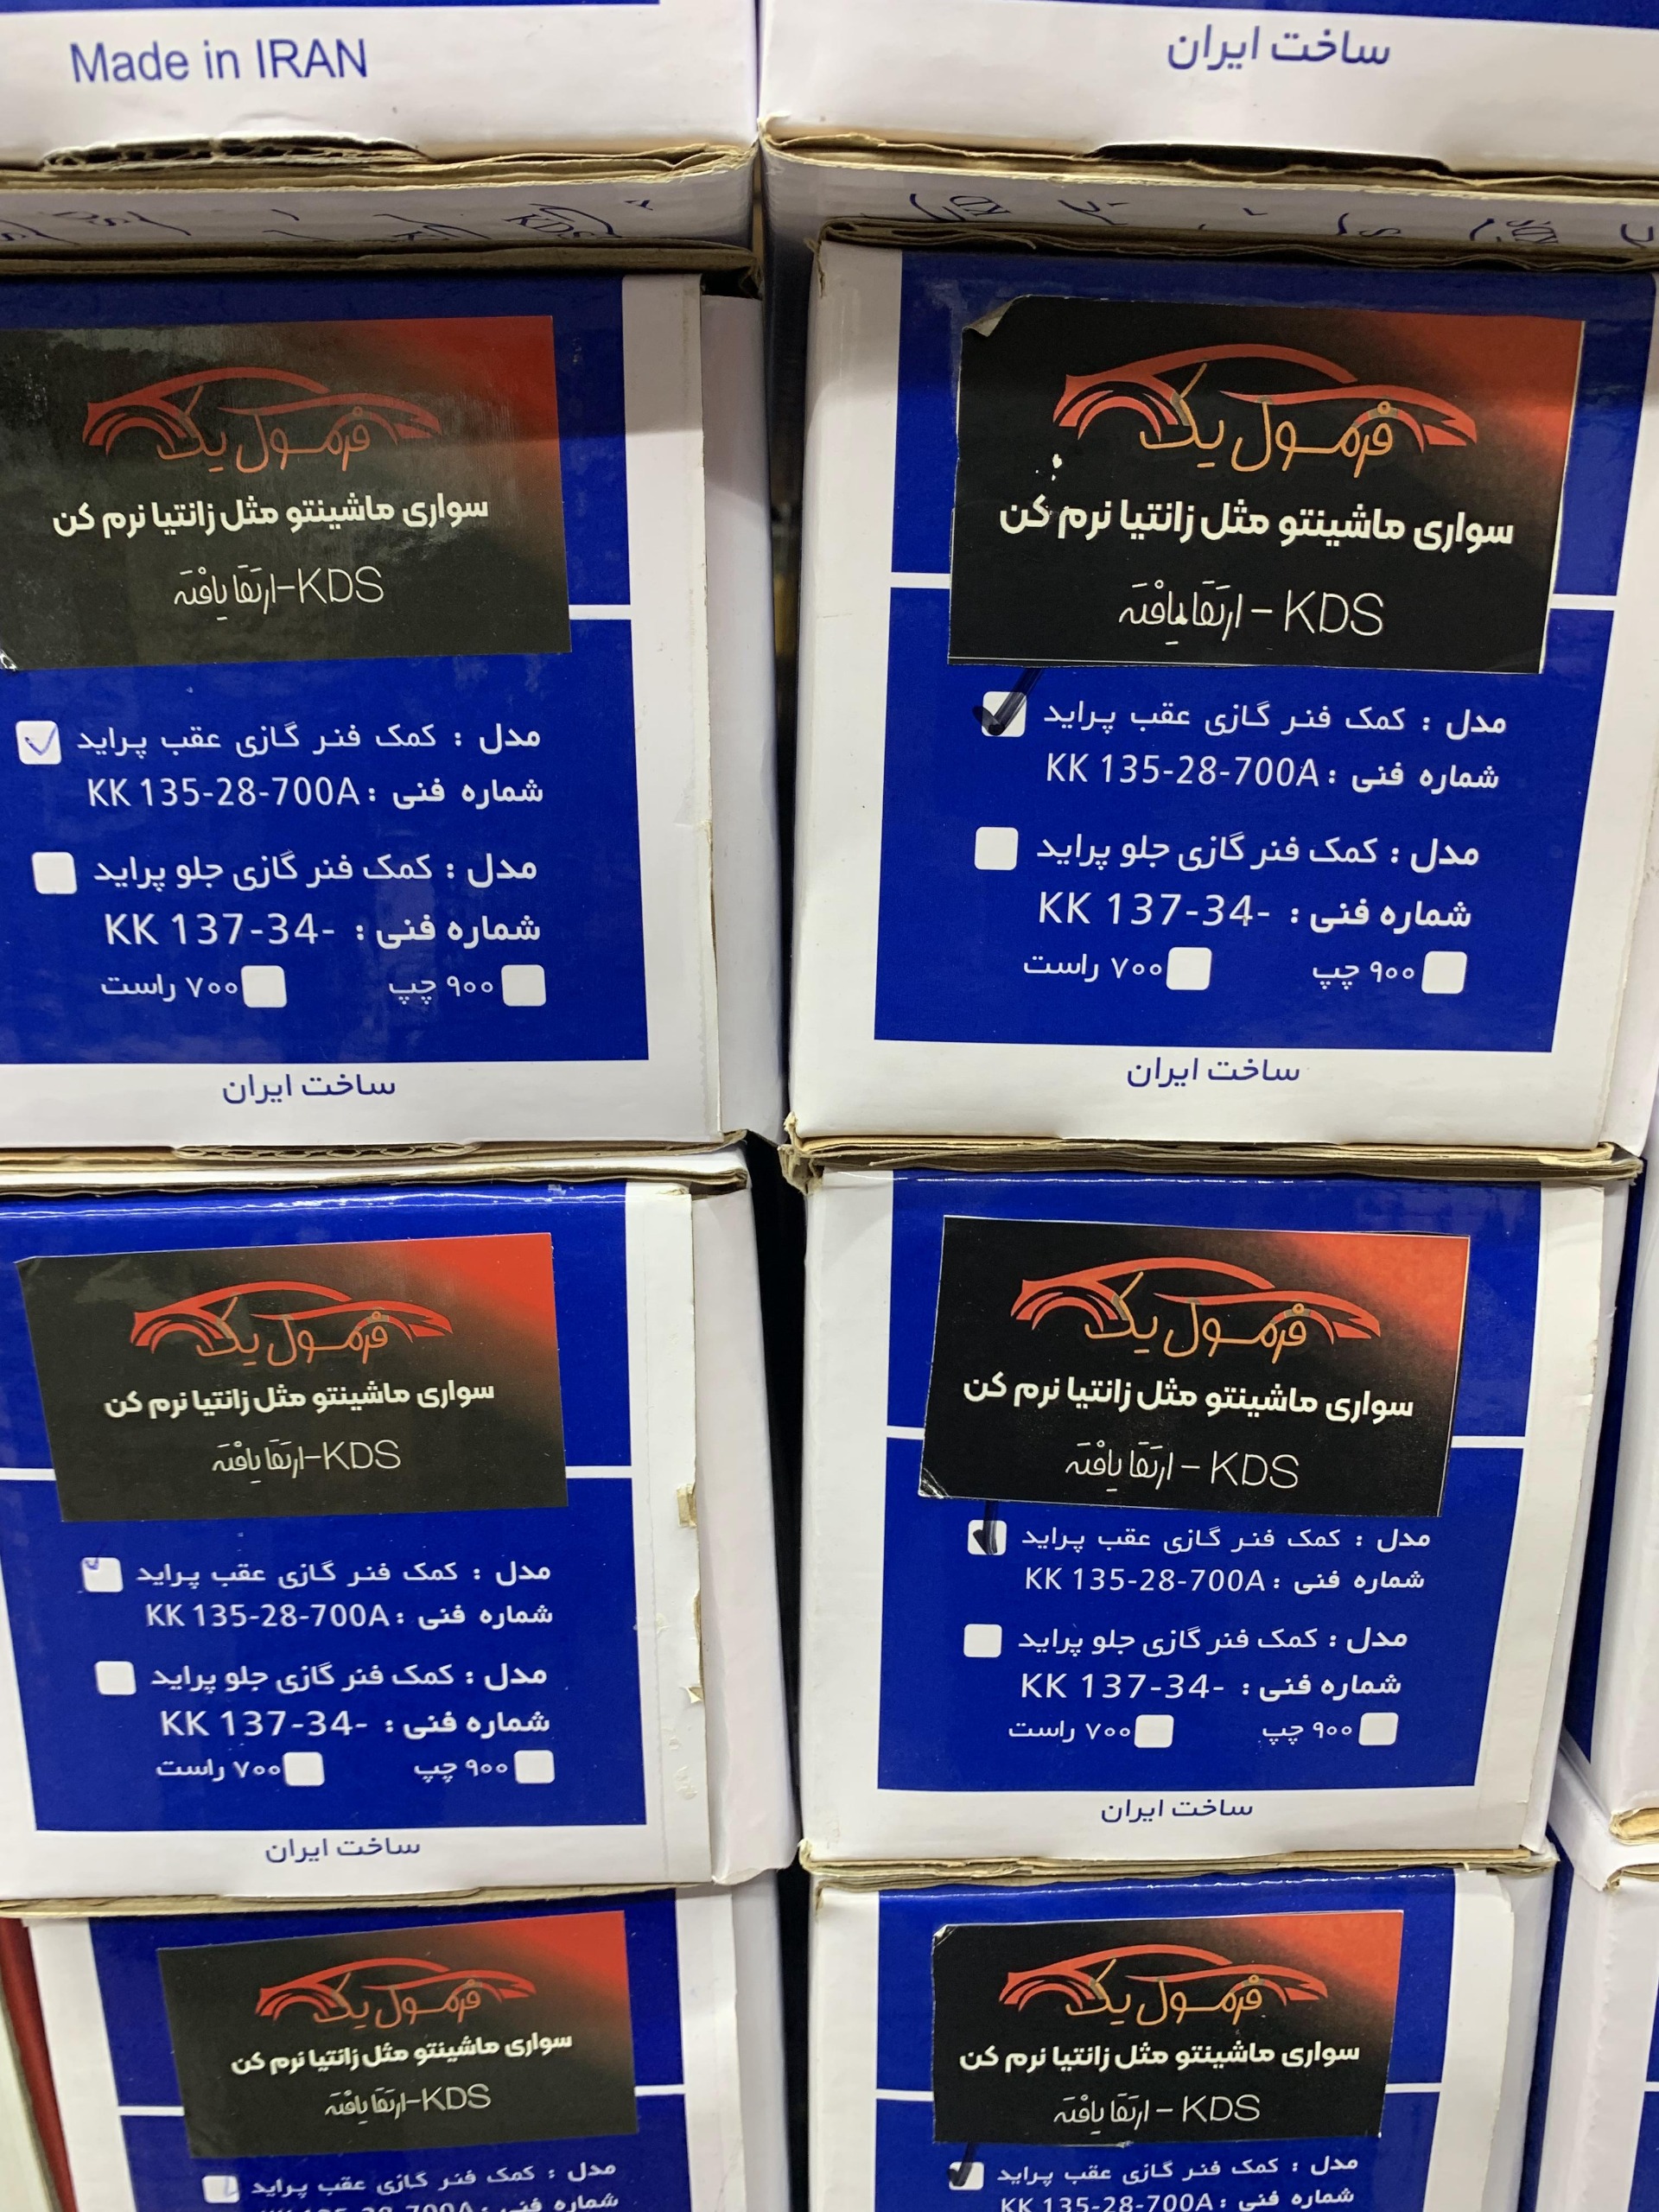 Made in IRAN
ساخت ایران
فرمول یک
سواری ماشینتو مثل زانتیا نرم کن
KDS-ارتقا یافته
مدل : کمک فنر گازی عقب پراید
شماره فنی : KK 135-28-700A
مدل : کمک فنر گازی جلو پراید
شماره فنی : KK 137-34-
۹۰۰ چپ ۷۰۰ راست
ساخت ایران
فرمول یک
سواری ماشینتو مثل زانتیا نرم کن
KDS - ارتقا یافته
مدل : کمک فنر گازی عقب پراید
شماره فنی : KK 135-28-700A
مدل : کمک فنر گازی جلو پراید
شماره فنی : KK 137-34-
۹۰۰ چپ ۷۰۰ راست
ساخت ایران
فرمول یک
سواری ماشینتو مثل زانتیا نرم کن
KDS-ارتقا یافته
مدل : کمک فنر گازی عقب پراید
شماره فنی : KK 135-28-700A
مدل : کمک فنر گازی جلو پراید
شماره فنی : KK 137-34-
۹۰۰ چپ ۷۰۰ راست
ساخت ایران
فرمول یک
سواری ماشینتو مثل زانتیا نرم کن
KDS - ارتقا یافته
مدل : کمک فنر گازی عقب پراید
شماره فنی : KK 135-28-700A
مدل : کمک فنر گازی جلو پراید
شماره فنی : KK 137-34-
۹۰۰ چپ ۷۰۰ راست
ساخت ایران
فرمول یک
سواری ماشینتو مثل زانتیا نرم کن
KDS-ارتقا یافته
مدل : کمک فنر گازی عقب پراید
شماره فنی : KK 135-28-700A
فرمول یک
سواری ماشینتو مثل زانتیا نرم کن
KDS - ارتقا یافته
مدل : کمک فنر گازی عقب پراید
شماره فنی : KK 135-28-700A